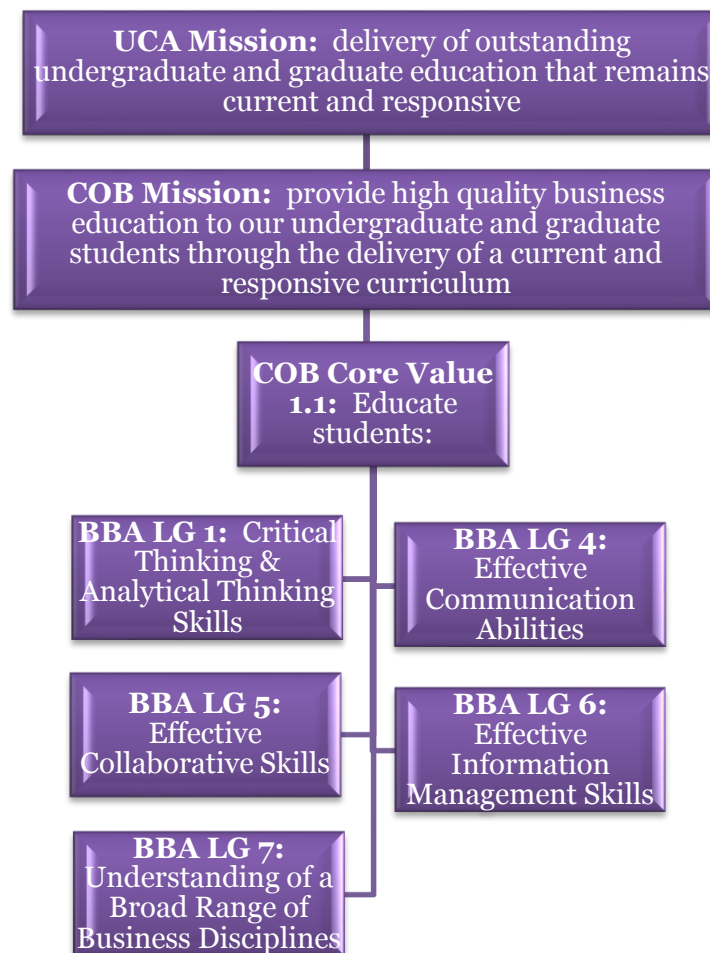 UCA Mission: delivery of outstanding
undergraduate and graduate education that remains
current and responsive
COB Mission: provide high quality business
education to our undergraduate and graduate
students through the delivery of a current and
responsive curriculum
COB Core Value
1.1: Educate
students:
BBA LG 1: Critical
Thinking &
Analytical Thinking
Skills
BBA LG 4:
Effective
Communication
Abilities
BBA LG 5:
Effective
Collaborative Skills
BBA LG 6:
Effective
Information
Management Skills
BBA LG 7:
Understanding of a
Broad Range of
Business Disciplines